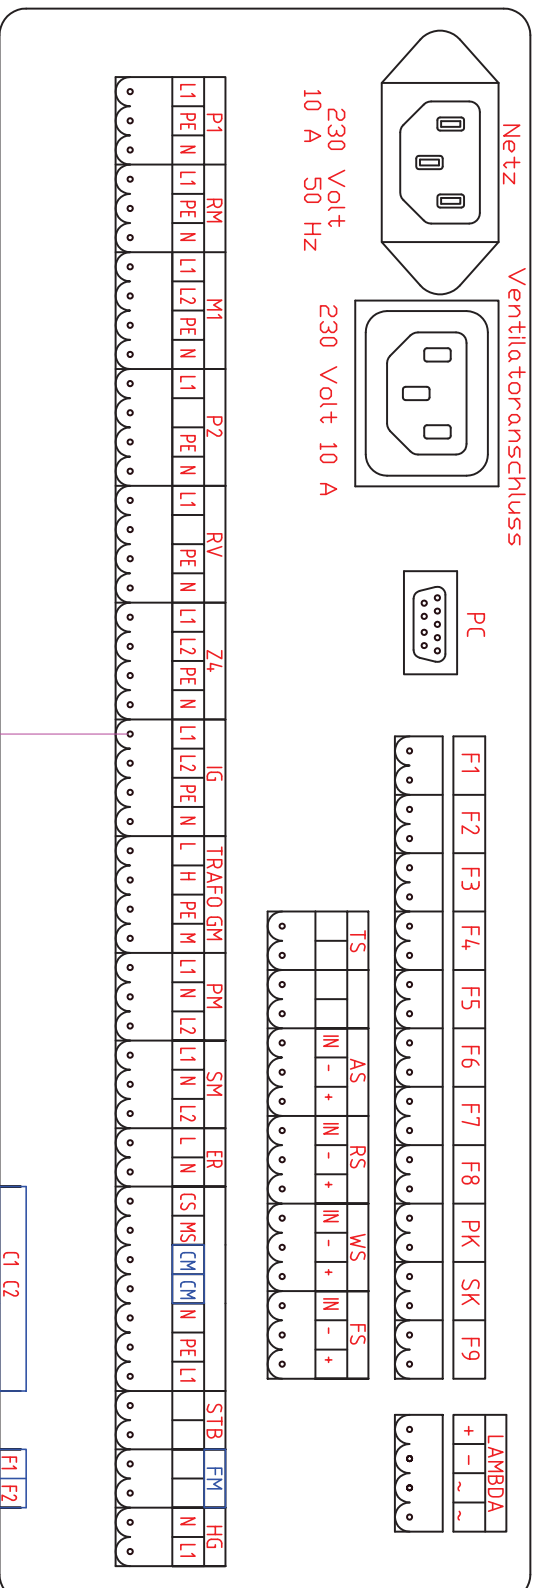 Netz
Ventilatoranschluss
230 Volt
10 A 50 Hz
230 Volt 10 A
PC
F1 F2 F3 F4 F5 F6 F7 F8 PK SK F9
LAMBDA
+ - ~ ~
TS AS RS WS FS
IN - + IN - + IN - + IN - +
P1 RM M1 P2 RV Z4 IG TRAFO GM PM SM ER STB FM HG
L1 PE N L1 PE N L1 L2 PE N L1 PE N L1 PE N L1 L2 PE N L1 L2 PE N L H PE M L1 N L2 L1 N L2 L N CS MS CM CM N PE L1 N L1
C1 C2
F1 F2